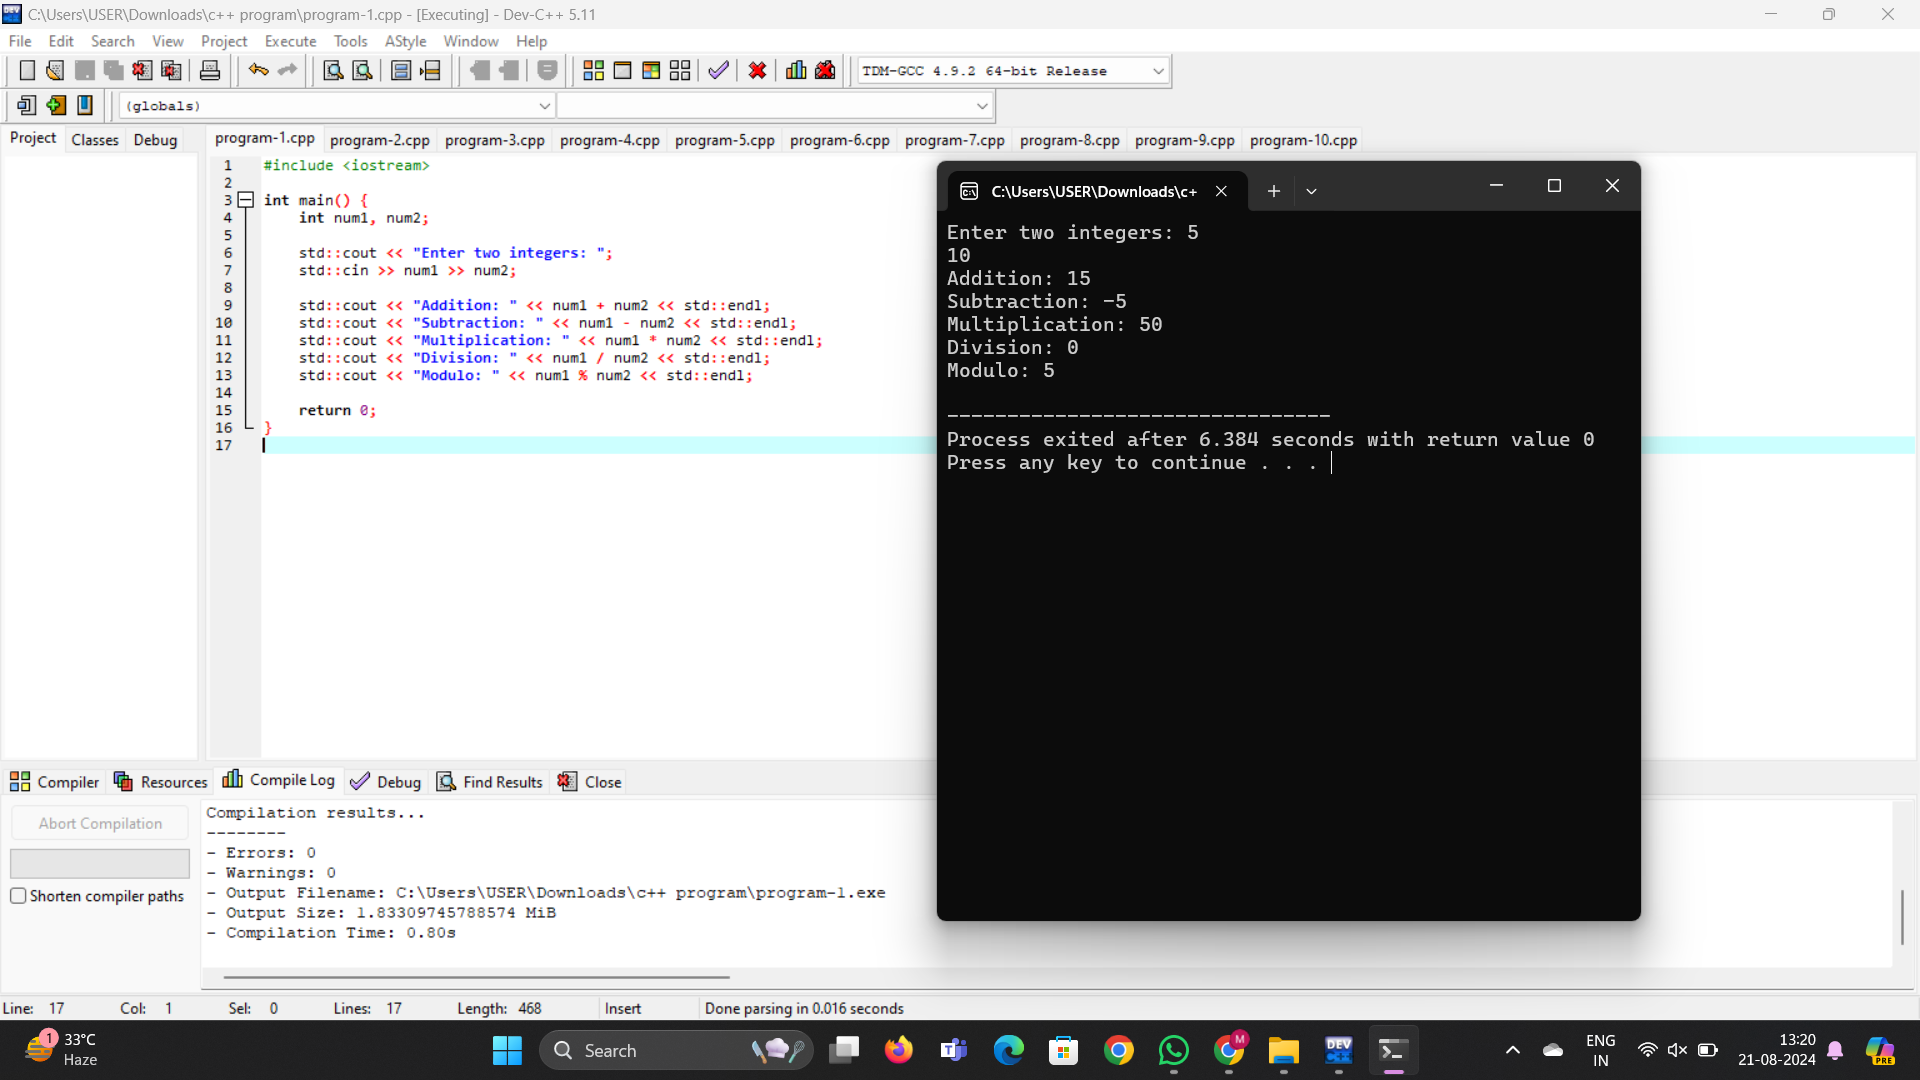 C:\Users\USER\Downloads\c++ program\program-1.cpp - [Executing] - Dev-C++ 5.11
File Edit Search View Project Execute Tools AStyle Window Help
TDM-GCC 4.9.2 64-bit Release
(globals)
Project Classes Debug
program-1.cpp program-2.cpp program-3.cpp program-4.cpp program-5.cpp program-6.cpp program-7.cpp program-8.cpp program-9.cpp program-10.cpp
1 #include <iostream>
2
3 int main() {
4 int num1, num2;
5
6 std::cout << "Enter two integers: ";
7 std::cin >> num1 >> num2;
8
9 std::cout << "Addition: " << num1 + num2 << std::endl;
10 std::cout << "Subtraction: " << num1 - num2 << std::endl;
11 std::cout << "Multiplication: " << num1 * num2 << std::endl;
12 std::cout << "Division: " << num1 / num2 << std::endl;
13 std::cout << "Modulo: " << num1 % num2 << std::endl;
14
15 return 0;
16 }
17
C:\Users\USER\Downloads\c+
Enter two integers: 5
10
Addition: 15
Subtraction: -5
Multiplication: 50
Division: 0
Modulo: 5
--------------------------------
Process exited after 6.384 seconds with return value 0
Press any key to continue . . .
Compiler Resources Compile Log Debug Find Results Close
Abort Compilation
Shorten compiler paths
Compilation results...
--------
- Errors: 0
- Warnings: 0
- Output Filename: C:\Users\USER\Downloads\c++ program\program-1.exe
- Output Size: 1.83309745788574 MiB
- Compilation Time: 0.80s
Line: 17 Col: 1 Sel: 0 Lines: 17 Length: 468 Insert Done parsing in 0.016 seconds
1
33°C
Haze
Search
M
DEV
PRE
ENG
IN
13:20
21-08-2024